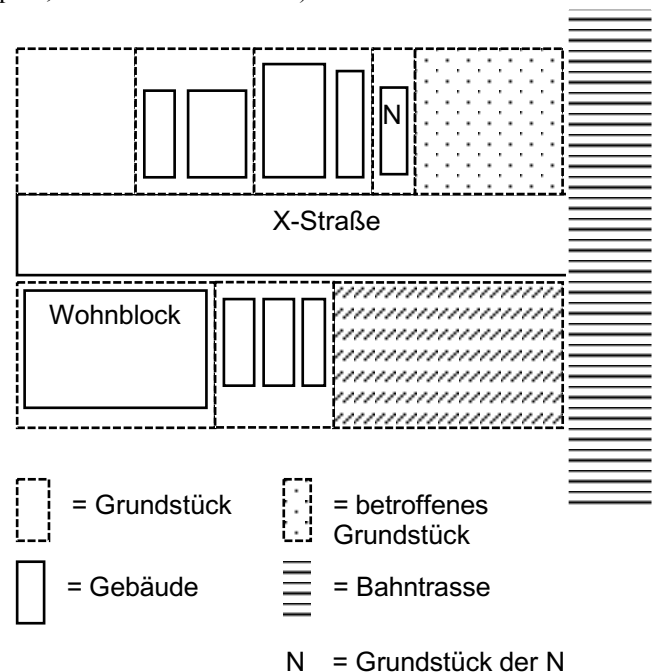 N
X-Straße
Wohnblock
= Grundstück
= betroffenes
Grundstück
= Gebäude
= Bahntrasse
N = Grundstück der N